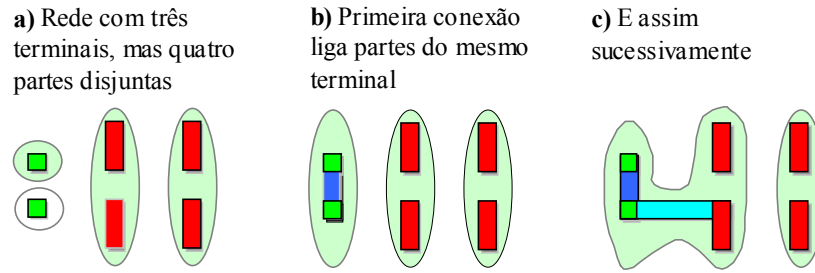 a) Rede com três
terminais, mas quatro
partes disjuntas
b) Primeira conexão
liga partes do mesmo
terminal
c) E assim
sucessivamente